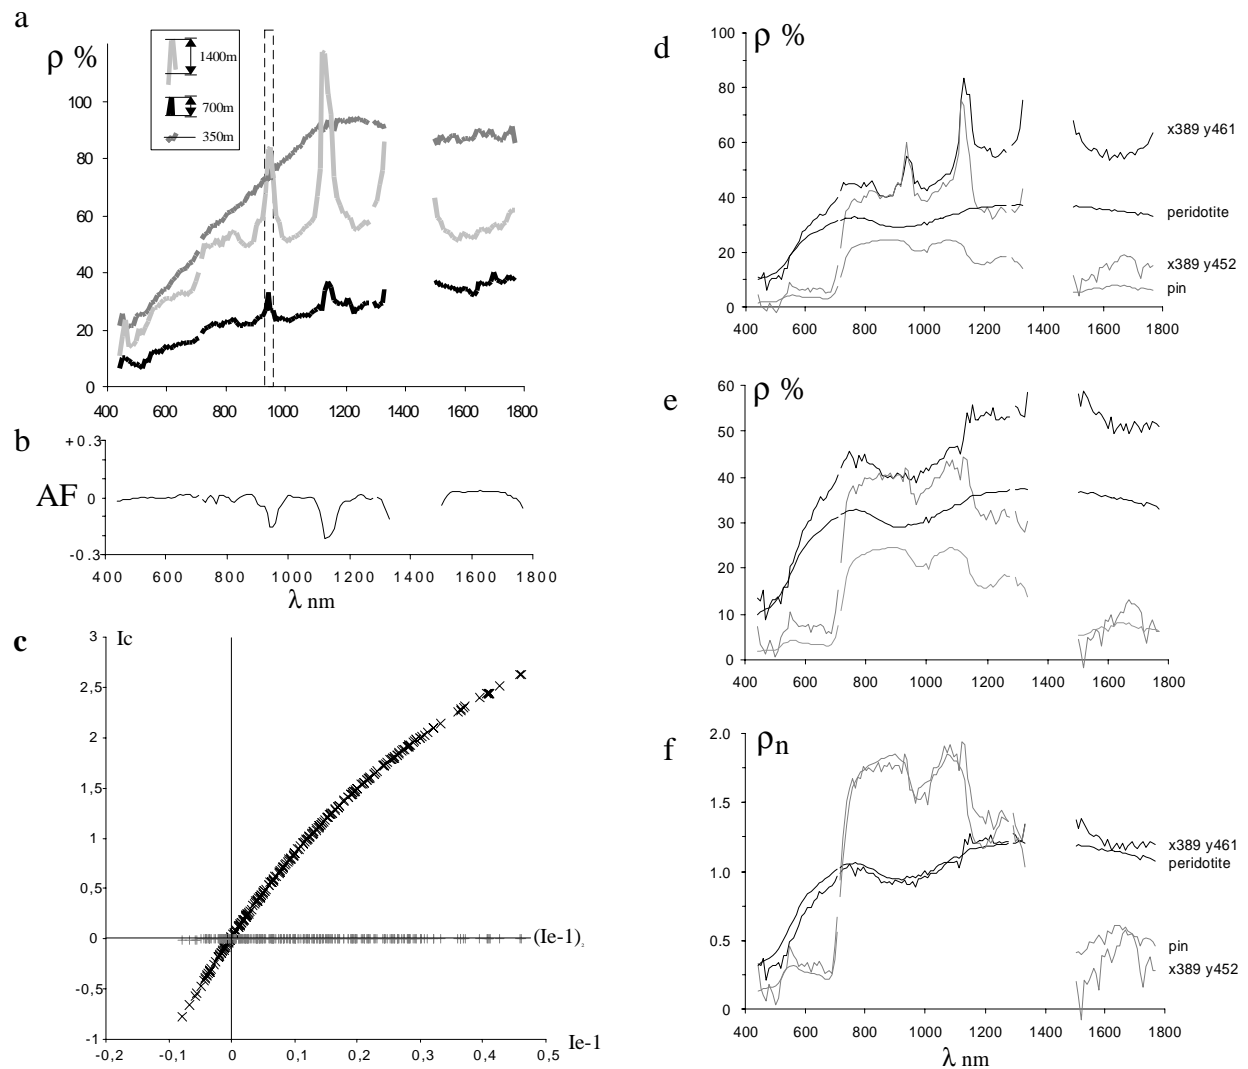 a
ρ %
1400m
700m
350m
100
80
60
40
20
0
400 600 800 1000 1200 1400 1600 1800
b
+0.3
AF
0
-0.3
400 600 800 1000 1200 1400 1600 1800
λ nm
c
Ic
3
2,5
2
1,5
1
0,5
0
(Ie-1)₂
-0,5
-1
-0,2 -0,1 0 0,1 0,2 0,3 0,4 0,5
Ie-1
d
ρ %
100
80
60
40
20
0
x389 y461
peridotite
x389 y452
pin
400 600 800 1000 1200 1400 1600 1800
e
ρ %
60
50
40
30
20
10
0
400 600 800 1000 1200 1400 1600 1800
f
ρn
2.0
1.5
1.0
0.5
0
x389 y461
peridotite
pin
x389 y452
400 600 800 1000 1200 1400 1600 1800
λ nm